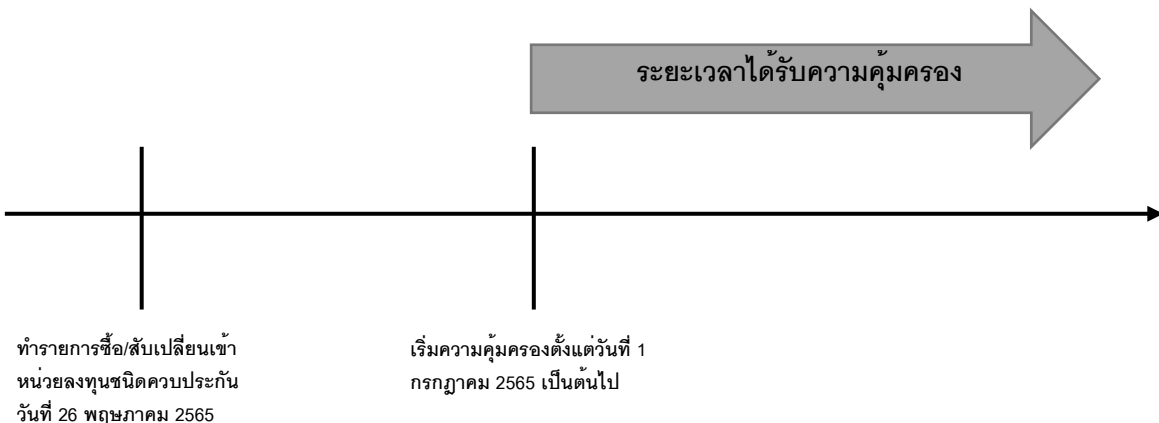 ระยะเวลาได้รับความคุ้มครอง
ทำรายการซื้อ/สับเปลี่ยนเข้า
หน่วยลงทุนชนิดควบประกัน
วันที่ 26 พฤษภาคม 2565
เริ่มความคุ้มครองตั้งแต่วันที่ 1
กรกฎาคม 2565 เป็นต้นไป